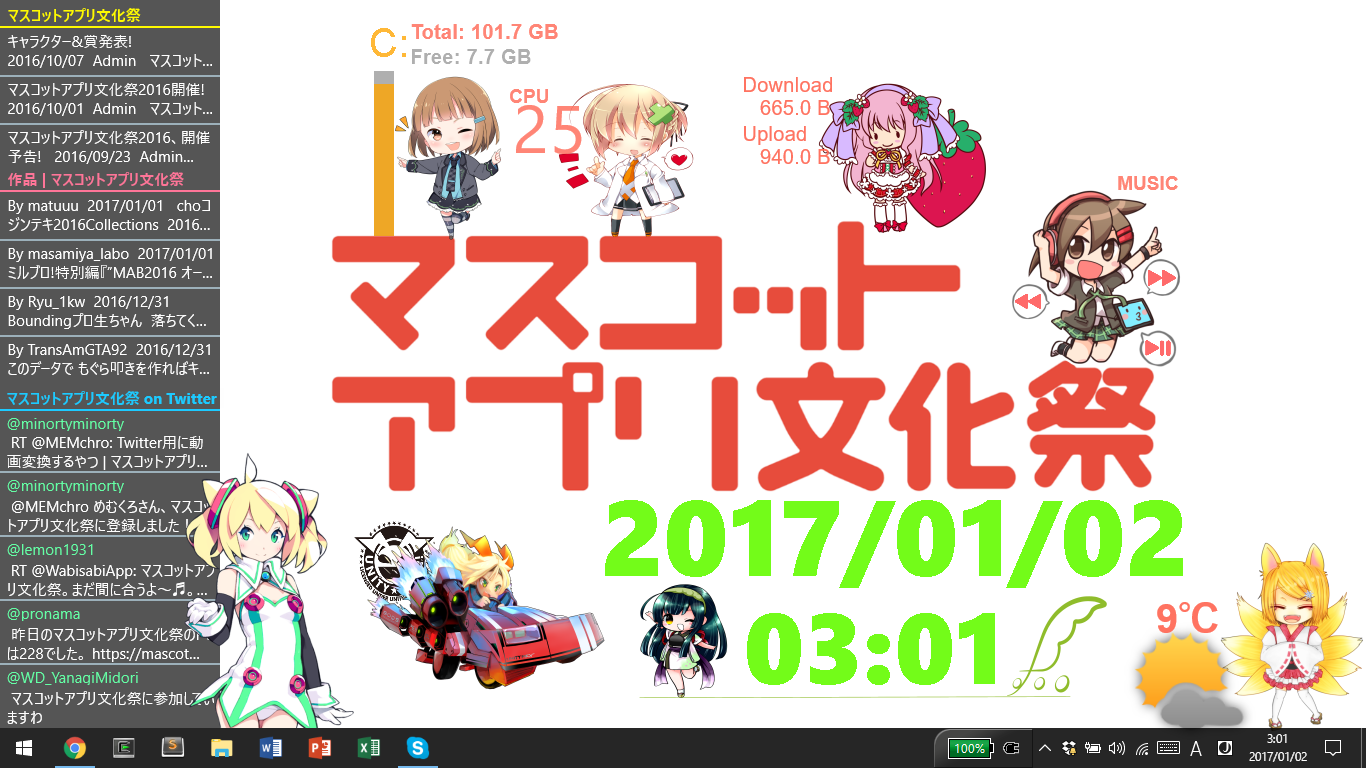 マスコットアプリ文化祭
キャラクター&賞発表!
2016/10/07 Admin マスコット...
マスコットアプリ文化祭2016開催!
2016/10/01 Admin マスコット...
マスコットアプリ文化祭2016、開催
予告! 2016/09/23 Admin...
作品 | マスコットアプリ文化祭
By matuuu 2017/01/01 choコ
ジンテキ2016Collections 2016...
By masamiya_labo 2017/01/01
ミルプロ!特別編『”MAB2016 オー...
By Ryu_1kw 2016/12/31
Boundingプロ生ちゃん 落ちてく...
By TransAmGTA92 2016/12/31
このデータで もぐら叩きを作ればキ...
マスコットアプリ文化祭 on Twitter
@minortyminorty
RT @MEMchro: Twitter用に動
画変換するやつ | マスコットアプリ...
@minortyminorty
@MEMchro めむくろさん、マスコッ
トアプリ文化祭に登録しました!
@lemon1931
RT @WabisabiApp: マスコットアプ
リ文化祭。まだ間に合うよ〜♬。...
@pronama
昨日のマスコットアプリ文化祭の
は228でした。 https://mascot...
@WD_YanagiMidori
マスコットアプリ文化祭に参加してい
ますわ
C:
Total: 101.7 GB
Free: 7.7 GB
CPU
25
Download
665.0 B
Upload
940.0 B
MUSIC
マスコット
アプリ文化祭
2017/01/02
03:01
UNITY
9℃
100%
A
3:01
2017/01/02